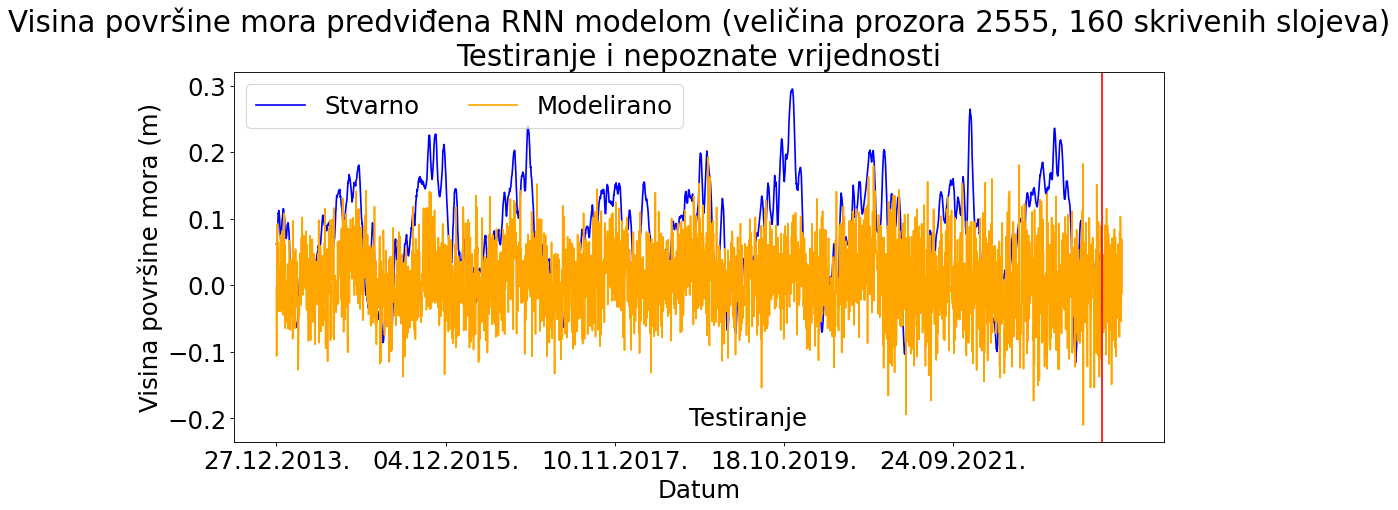 Visina površine mora predviđena RNN modelom (veličina prozora 2555, 160 skrivenih slojeva)
Testiranje i nepoznate vrijednosti
Stvarno
Modelirano
Visina površine mora (m)
0.3
0.2
0.1
0.0
−0.1
−0.2
Testiranje
27.12.2013.
04.12.2015.
10.11.2017.
18.10.2019.
24.09.2021.
Datum